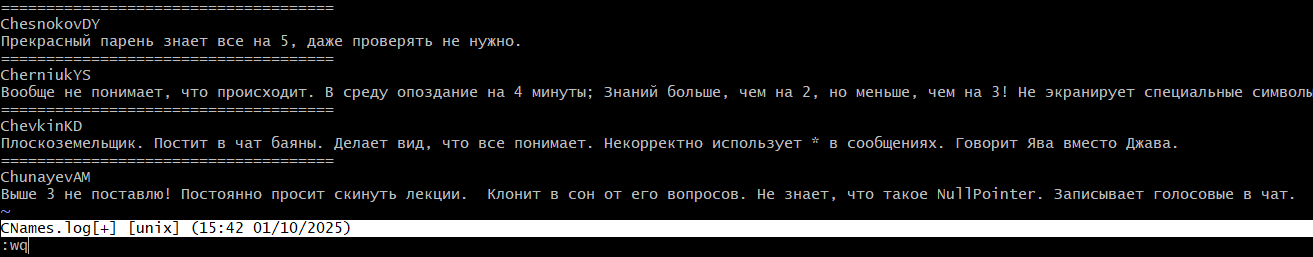 =====================================
ChesnokovDY
Прекрасный парень знает все на 5, даже проверять не нужно.
=====================================
CherniukYS
Вообще не понимает, что происходит. В среду опоздание на 4 минуты; Знаний больше, чем на 2, но меньше, чем на 3! Не экранирует специальные символы
=====================================
ChevkinKD
Плоскоземельщик. Постит в чат баяны. Делает вид, что все понимает. Некорректно использует * в сообщениях. Говорит Ява вместо Джава.
=====================================
ChunayevAM
Выше 3 не поставлю! Постоянно просит скинуть лекции.  Клонит в сон от его вопросов. Не знает, что такое NullPointer. Записывает голосовые в чат.
~
CNames.log[+] [unix] (15:42 01/10/2025)
:wq